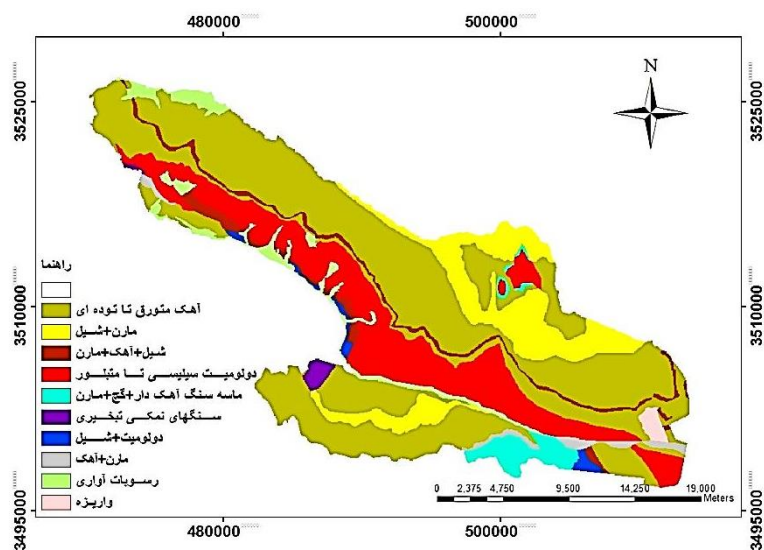 480000 500000
N
3525000 3525000
3510000 3510000
3495000 3495000
راهنما
آهک متورق تا توده ای
مارن+شیل
شیل+آهک+مارن
دولومیت سیلیسی تا متبلور
ماسه سنگ آهک دار+گچ+مارن
سنگهای نمکی تبخیری
دولومیت+شیل
مارن+آهک
رسوبات آواری
واریزه
0 2,375 4,750 9,500 14,250 19,000
Meters
480000 500000